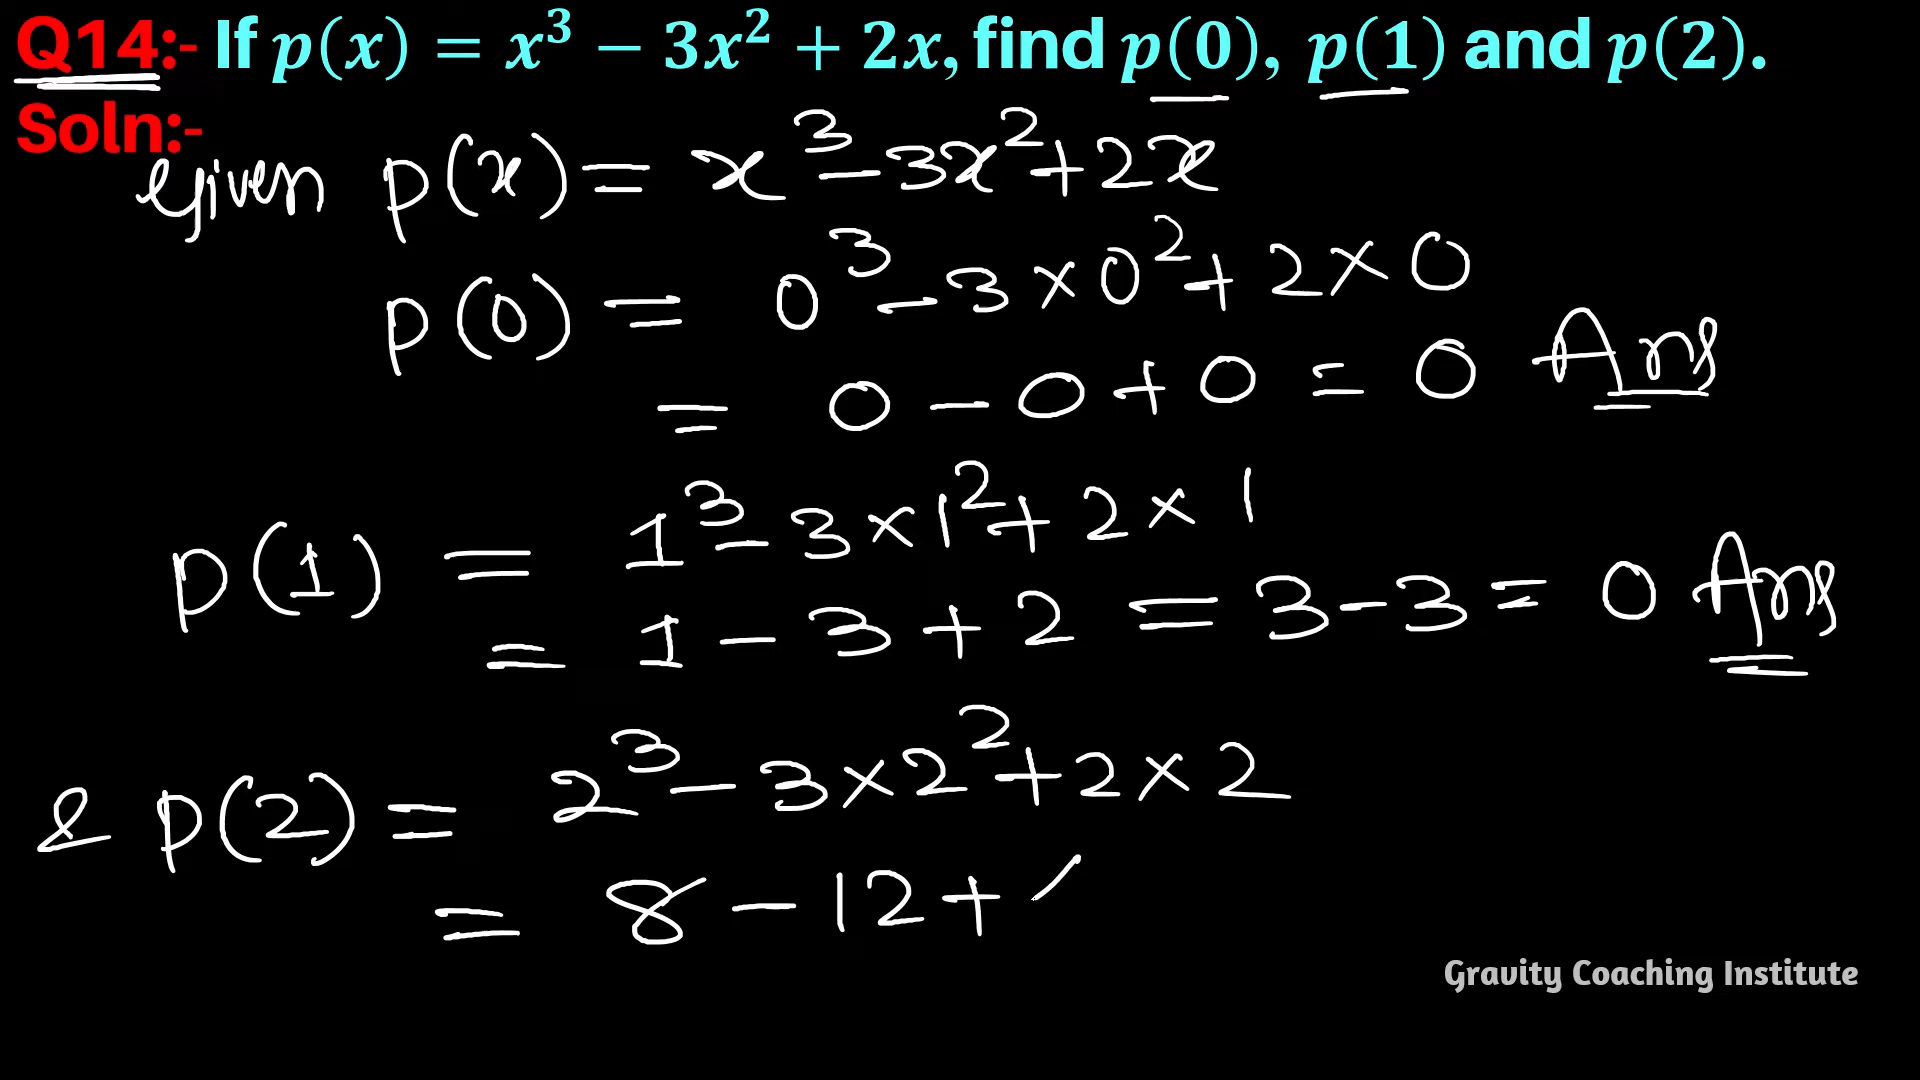 Q14:- If p(x) = x³ − 3x² + 2x, find p(0), p(1) and p(2).
Soln:-
Given p(x) = x³ - 3x² + 2x
p(0) = 0³ - 3 × 0² + 2 × 0
= 0 - 0 + 0 = 0 Ans
p(1) = 1³ - 3 × 1² + 2 × 1
= 1 - 3 + 2 = 3 - 3 = 0 Ans
& p(2) = 2³ - 3 × 2² + 2 × 2
= 8 - 12 +
Gravity Coaching Institute